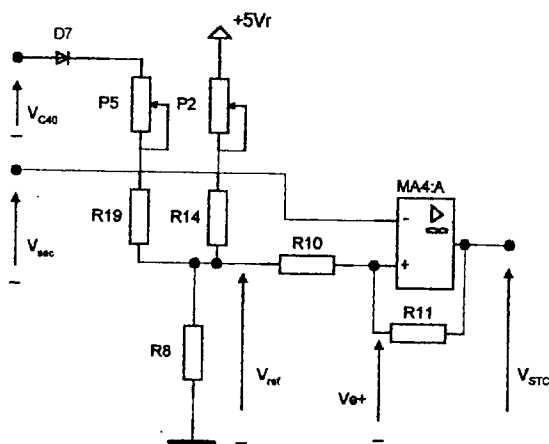 +5Vr
D7
P5
P2
V_C40
MA4:A
-
+
R19
R14
V_sec
R10
R11
R8
V_ref
Ve+
V_STC